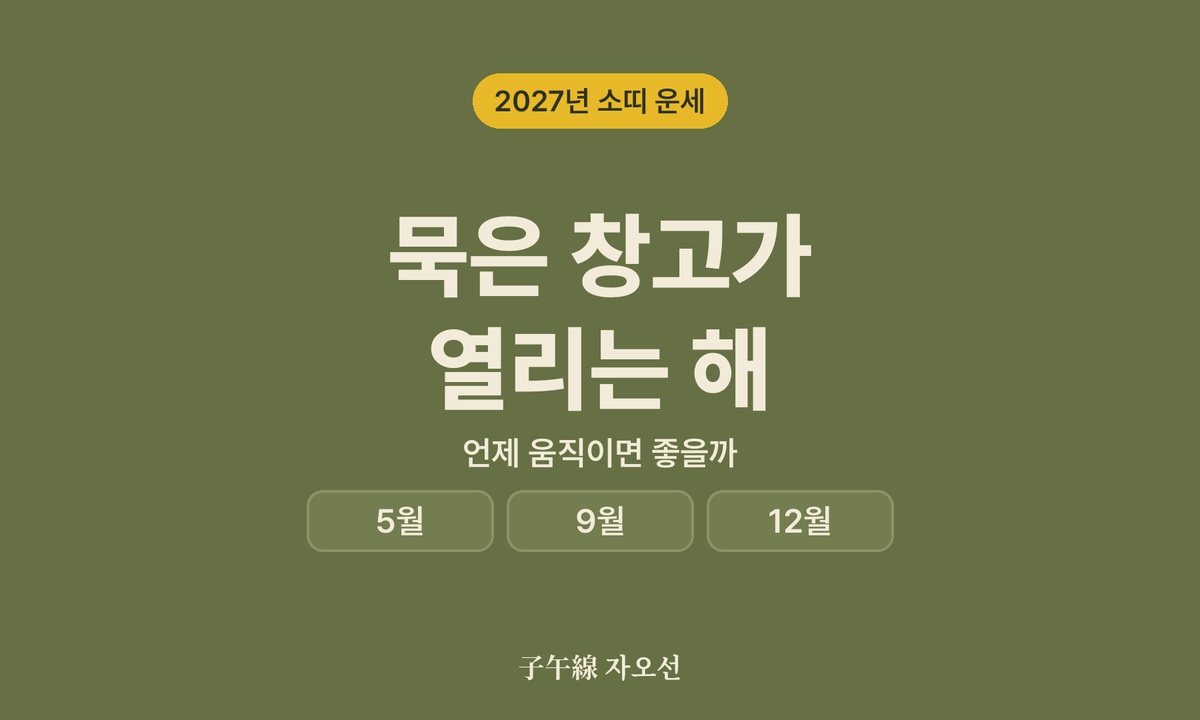 2027년 소띠 운세
묵은 창고가
열리는 해
언제 움직이면 좋을까
5월
9월
12월
子午線 자오선